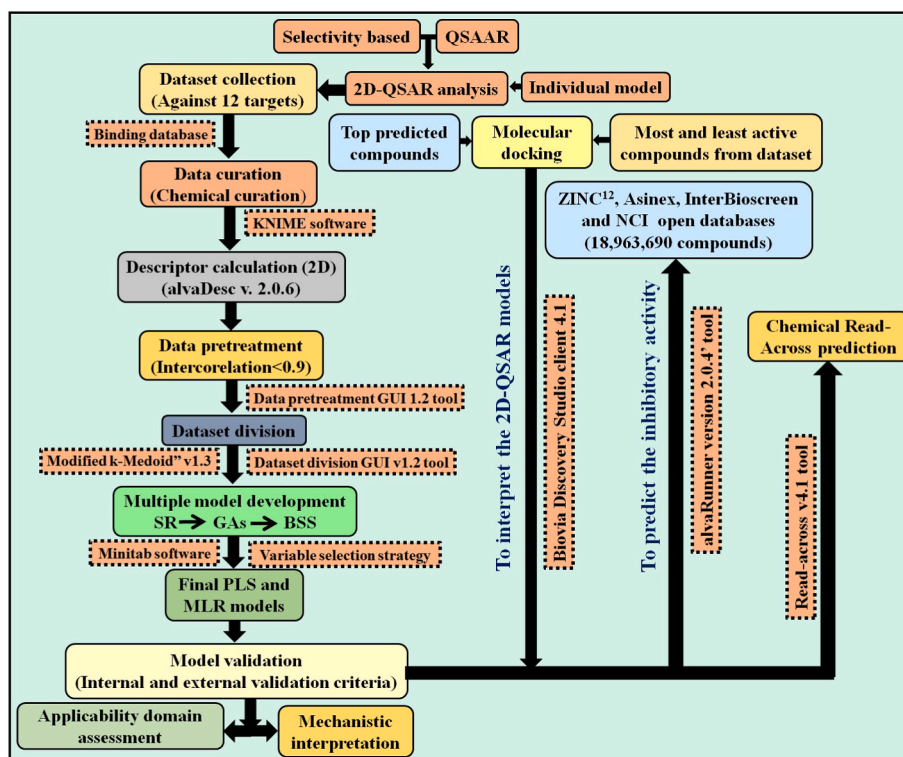 Selectivity based
QSAAR
2D-QSAR analysis
Individual model
Dataset collection
(Against 12 targets)
Binding database
Top predicted
compounds
Molecular
docking
Most and least active
compounds from dataset
Data curation
(Chemical curation)
KNIME software
ZINC¹², Asinex, InterBioscreen
and NCI open databases
(18,963,690 compounds)
Descriptor calculation (2D)
(alvaDesc v. 2.0.6)
Data pretreatment
(Intercorelation<0.9)
Data pretreatment GUI 1.2 tool
Dataset division
Modified k-Medoid” v1.3
Dataset division GUI v1.2 tool
Multiple model development
SR → GAs → BSS
Minitab software
Variable selection strategy
Final PLS and
MLR models
Model validation
(Internal and external validation criteria)
Applicability domain
assessment
Mechanistic
interpretation
To interpret the 2D-QSAR models
Biovia Discovery Studio client 4.1
To predict the inhibitory activity
alvaRunner version 2.0.4’ tool
Chemical Read-
Across prediction
Read-across v4.1 tool